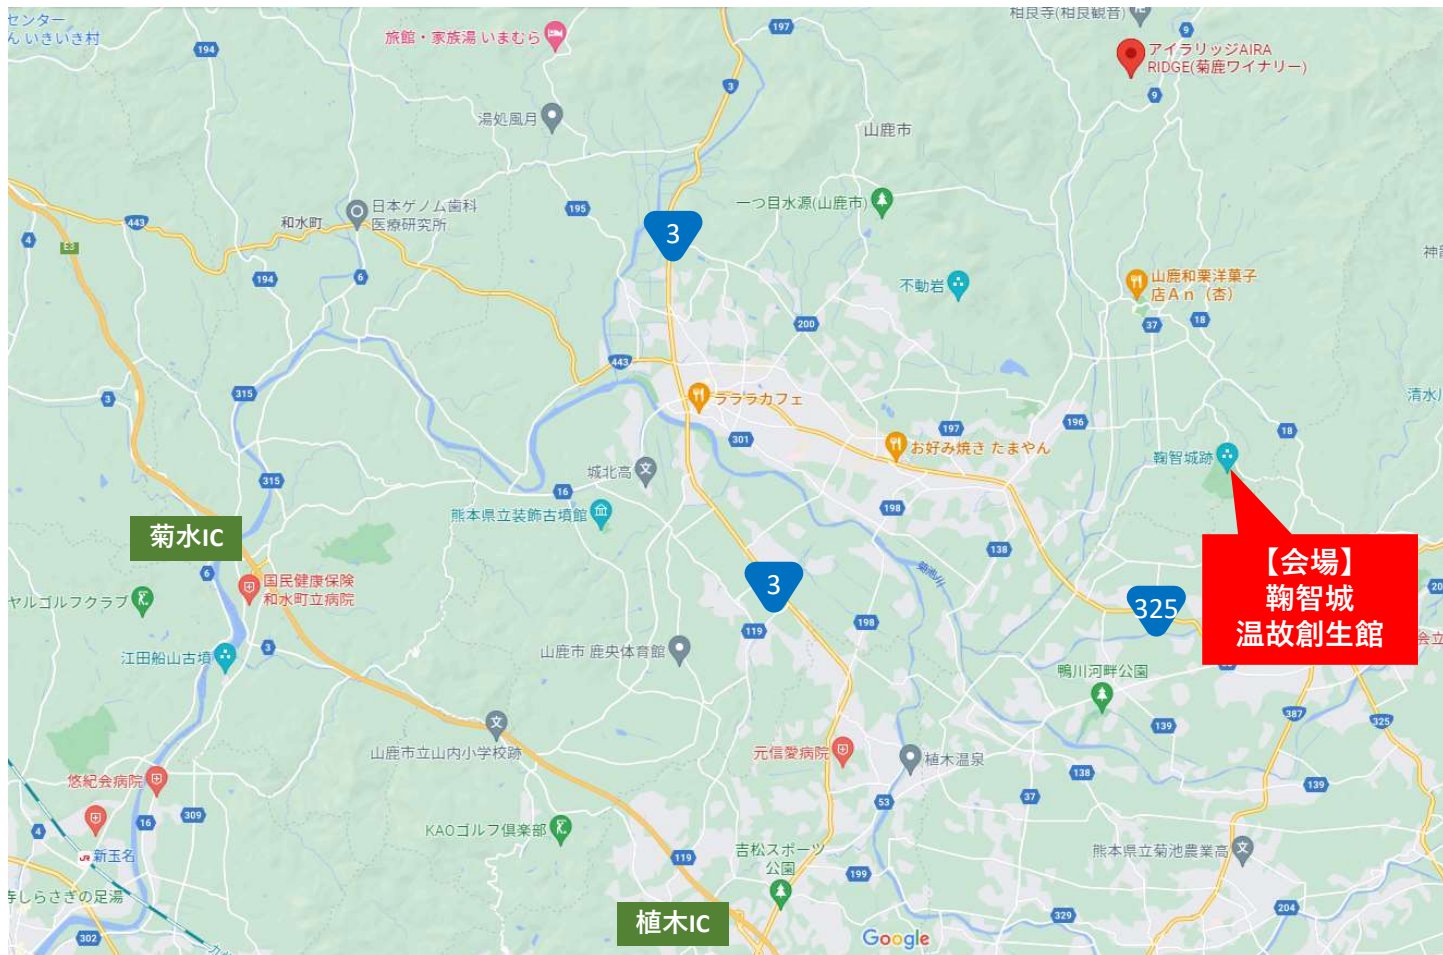 センター
ん いきいき村
194
旅館・家族湯 いまむら
197
相良寺(相良観音)
9
アイラリッジAIRA
RIDGE(菊鹿ワイナリー)
3
9
湯処風月
山鹿市
日本ゲノム歯科
医療研究所
443
和水町
195
一つ目水源(山鹿市)
4
E3
3
194
6
不動岩
山鹿和栗洋菓子
店Ａｎ（杏）
200
37
18
443
3
315
ラララカフェ
清水川
301
197
196
18
お好み焼き たまやん
鞠智城跡
城北高
315
16
熊本県立装飾古墳館
198
菊水IC
138
【会場】
鞠智城
温故創生館
6
国民健康保険
和水町立病院
菊池川
3
325
20
ヤルゴルフクラブ
119
198
3
江田船山古墳
山鹿市 鹿央体育館
会立
鴨川河畔公園
387
325
139
山鹿市立山内小学校跡
元信愛病院
植木温泉
悠紀会病院
138
139
37
53
16
309
4
KAOゴルフ倶楽部
新玉名
JR
119
吉松スポーツ
公園
熊本県立菊池農業高
199
寺しらさぎの足湯
植木IC
329
204
302
Google